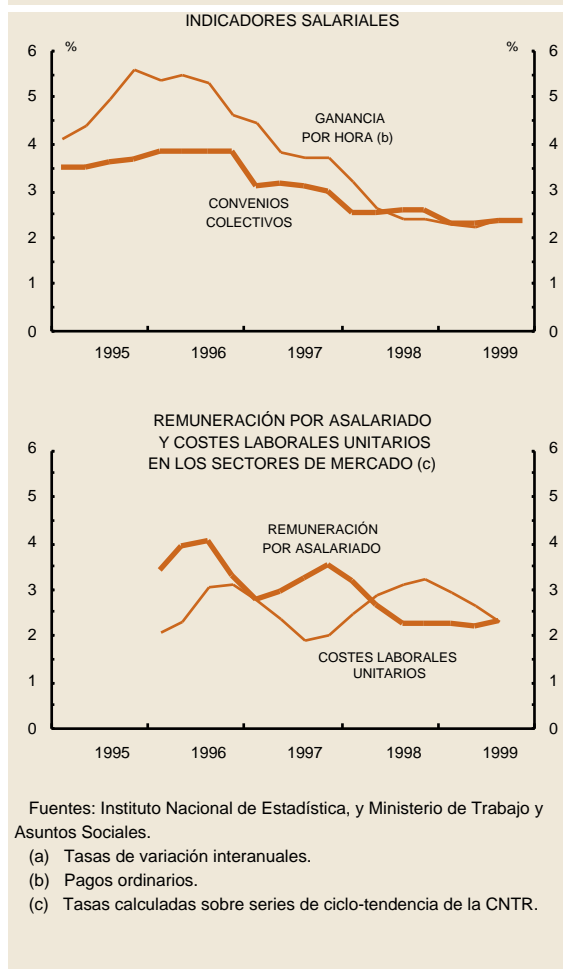 INDICADORES SALARIALES
% %
6 6
5 5
4 4
3 3
2 2
1 1
0 0
GANANCIA
POR HORA (b)
CONVENIOS
COLECTIVOS
1995 1996 1997 1998 1999
REMUNERACIÓN POR ASALARIADO
Y COSTES LABORALES UNITARIOS
EN LOS SECTORES DE MERCADO (c)
6 6
5 5
4 4
3 3
2 2
1 1
0 0
REMUNERACIÓN
POR ASALARIADO
COSTES LABORALES
UNITARIOS
1995 1996 1997 1998 1999
Fuentes: Instituto Nacional de Estadística, y Ministerio de Trabajo y
Asuntos Sociales.
(a) Tasas de variación interanuales.
(b) Pagos ordinarios.
(c) Tasas calculadas sobre series de ciclo-tendencia de la CNTR.